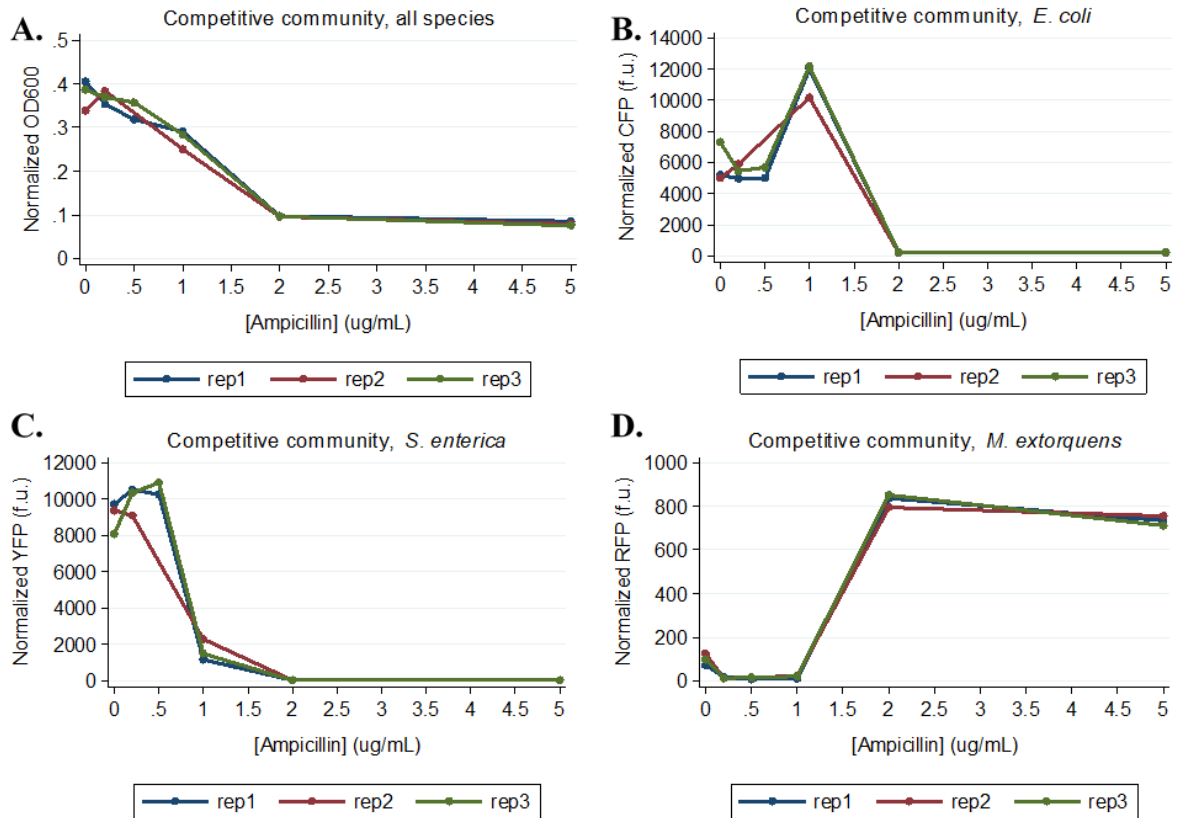 A.
Competitive community, all species
Normalized OD600
.5
.4
.3
.2
.1
0
0 .5 1 1.5 2 2.5 3 3.5 4 4.5 5
[Ampicillin] (ug/mL)
rep1 rep2 rep3
B.
Competitive community, E. coli
Normalized CFP (f.u.)
14000
12000
10000
8000
6000
4000
2000
0
0 .5 1 1.5 2 2.5 3 3.5 4 4.5 5
[Ampicillin] (ug/mL)
rep1 rep2 rep3
C.
Competitive community, S. enterica
Normalized YFP (f.u.)
12000
10000
8000
6000
4000
2000
0
0 .5 1 1.5 2 2.5 3 3.5 4 4.5 5
[Ampicillin] (ug/mL)
rep1 rep2 rep3
D.
Competitive community, M. extorquens
Normalized RFP (f.u.)
1000
800
600
400
200
0
0 .5 1 1.5 2 2.5 3 3.5 4 4.5 5
[Ampicillin] (ug/mL)
rep1 rep2 rep3